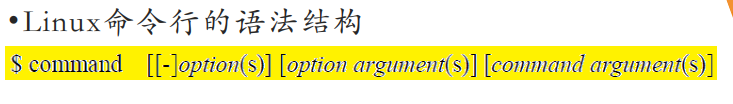 •Linux命令行的语法结构
$ command [[-]option(s)] [option argument(s)] [command argument(s)]